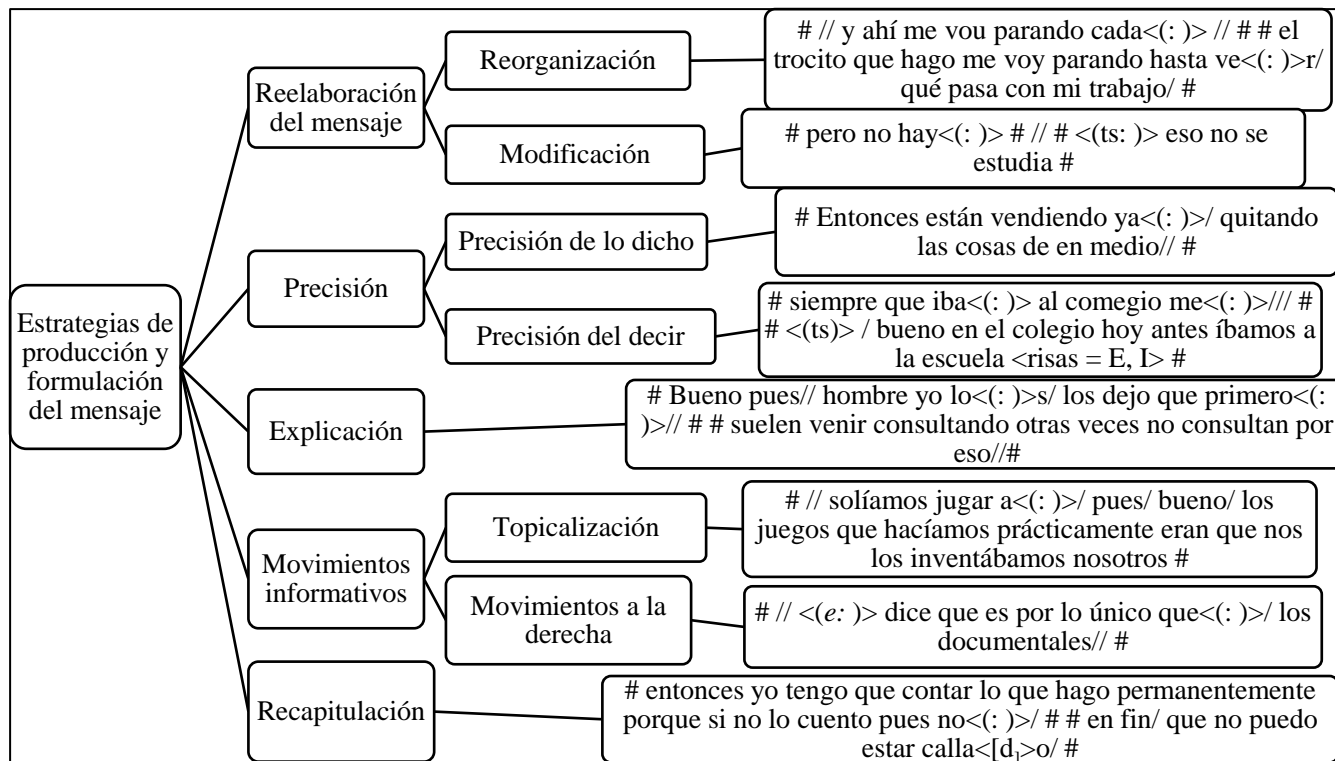 Estrategias de
producción y
formulación
del mensaje
Reelaboración
del mensaje
Reorganización
# // y ahí me vou parando cada<(: )> // # # el
trocito que hago me voy parando hasta ve<(: )>r/
qué pasa con mi trabajo/ #
Modificación
# pero no hay<(: )> # // # <(ts: )> eso no se
estudia #
Precisión
Precisión de lo dicho
# Entonces están vendiendo ya<(: )>/ quitando
las cosas de en medio// #
Precisión del decir
# siempre que iba<(: )> al comegio me<(: )>/// #
# <(ts)> / bueno en el colegio hoy antes íbamos a
la escuela <risas = E, I> #
Explicación
# Bueno pues// hombre yo lo<(: )>s/ los dejo que primero<(:
)>// # # suelen venir consultando otras veces no consultan por
eso//#
Movimientos
informativos
Topicalización
# // solíamos jugar a<(: )>/ pues/ bueno/ los
juegos que hacíamos prácticamente eran que nos
los inventábamos nosotros #
Movimientos a la
derecha
# // <(e: )> dice que es por lo único que<(: )>/ los
documentales// #
Recapitulación
# entonces yo tengo que contar lo que hago permanentemente
porque si no lo cuento pues no<(: )>/ # # en fin/ que no puedo
estar calla<[d]>o/ #